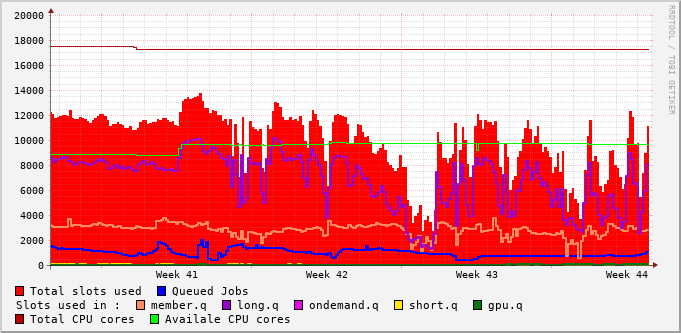 RRDTOOL / TOBI OETIKER
20000
18000
16000
14000
12000
10000
8000
6000
4000
2000
0
Week 41 Week 42 Week 43 Week 44
Total slots used Queued Jobs
Slots used in : member.q long.q ondemand.q short.q gpu.q
Total CPU cores Availale CPU cores